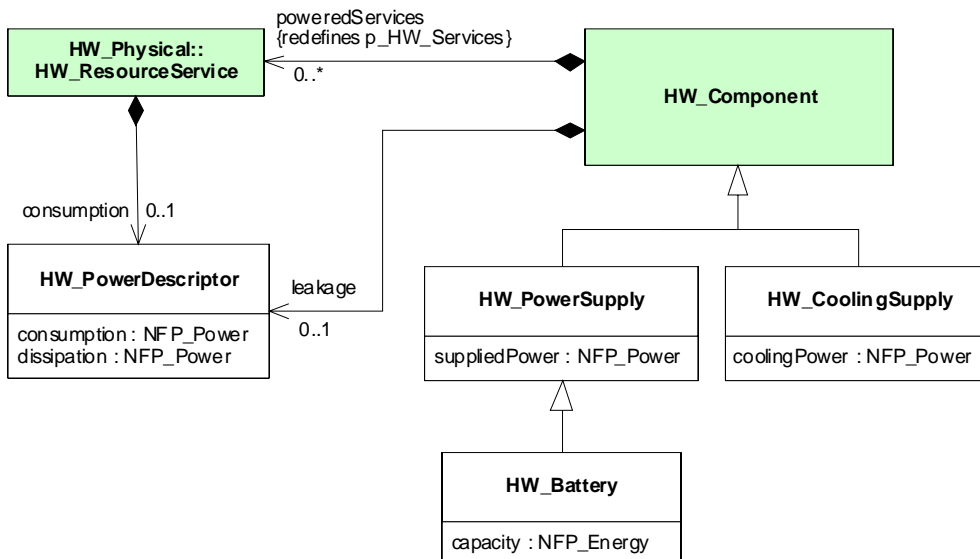 poweredServices
{redefines p_HW_Services}
0..*
HW_Physical::
HW_ResourceService
HW_Component
consumption
0..1
HW_PowerDescriptor
consumption : NFP_Power
dissipation : NFP_Power
leakage
0..1
HW_PowerSupply
suppliedPower : NFP_Power
HW_CoolingSupply
coolingPower : NFP_Power
HW_Battery
capacity : NFP_Energy